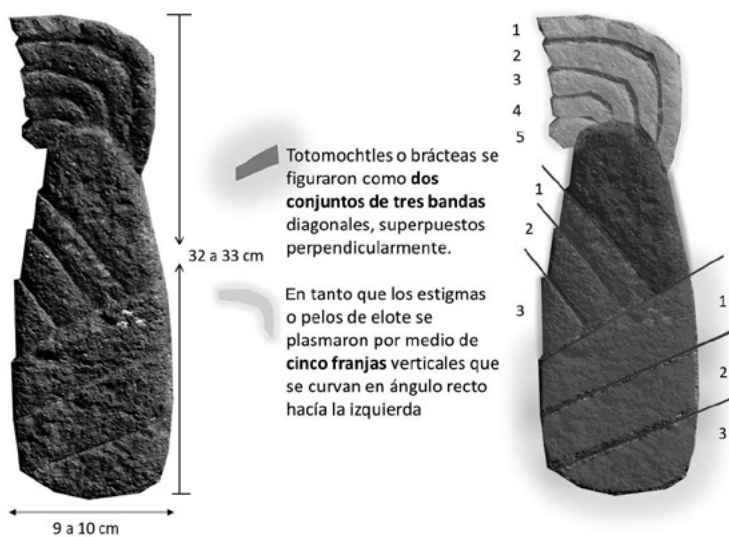 Totomochtles o brácteas se
figuraron como dos
conjuntos de tres bandas
diagonales, superpuestos
perpendicularmente.
32 a 33 cm
En tanto que los estigmas
o pelos de elote se
plasmaron por medio de
cinco franjas verticales que
se curvan en ángulo recto
hacía la izquierda
9 a 10 cm
1
2
3
4
5
1
2
3
1
2
3